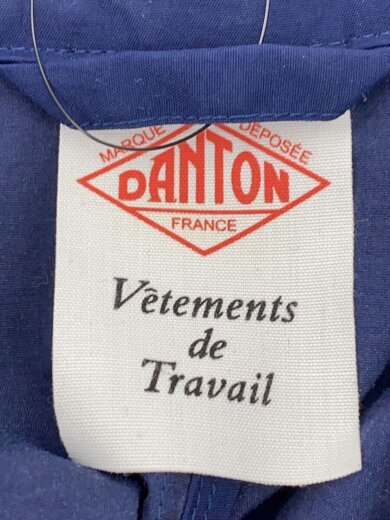 MARQUE DÉPOSÉE
DANTON
FRANCE
Vêtements
de
Travail